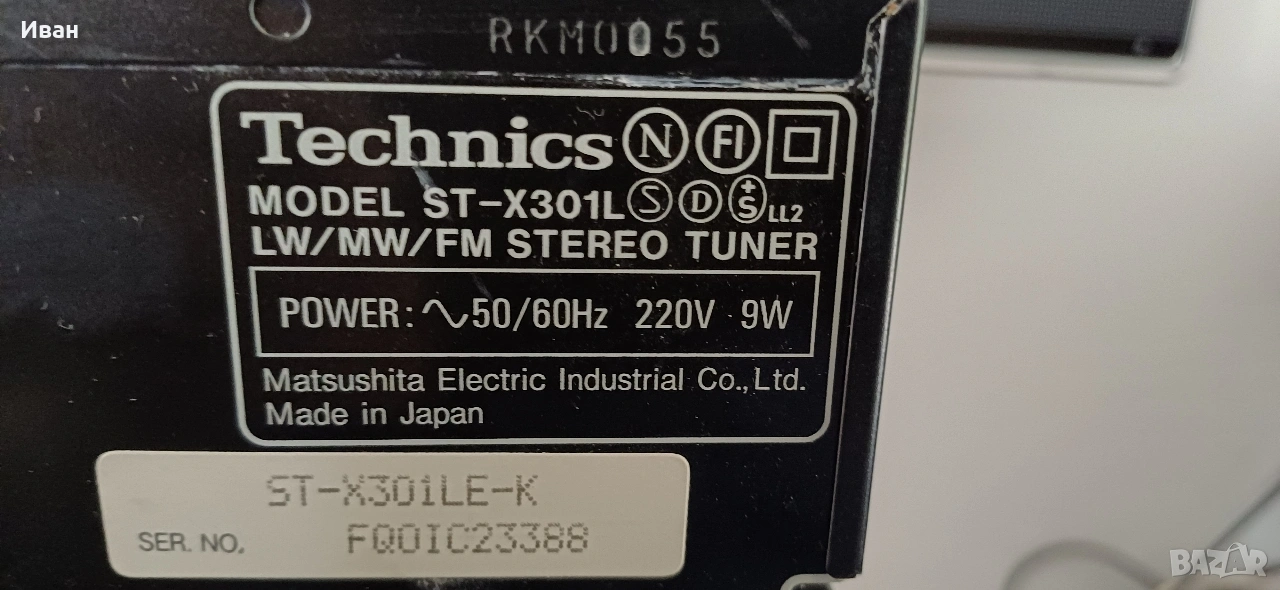 Иван
RKM0055
Technics N FI
MODEL ST-X301L S D +S LL2
LW/MW/FM STEREO TUNER
POWER: ∿50/60Hz 220V 9W
Matsushita Electric Industrial Co.,Ltd.
Made in Japan
ST-X301LE-K
SER. NO. FQ0IC23388
BAZAR